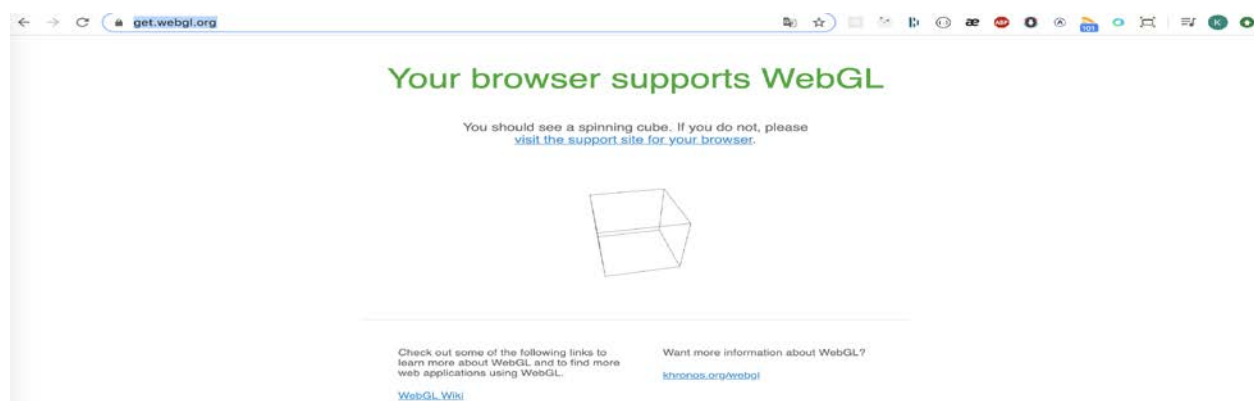 get.webgl.org
ABP
101
K
Your browser supports WebGL
You should see a spinning cube. If you do not, please
visit the support site for your browser.
Check out some of the following links to
learn more about WebGL and to find more
web applications using WebGL.
WebGL Wiki
Want more information about WebGL?
khronos.org/webgl